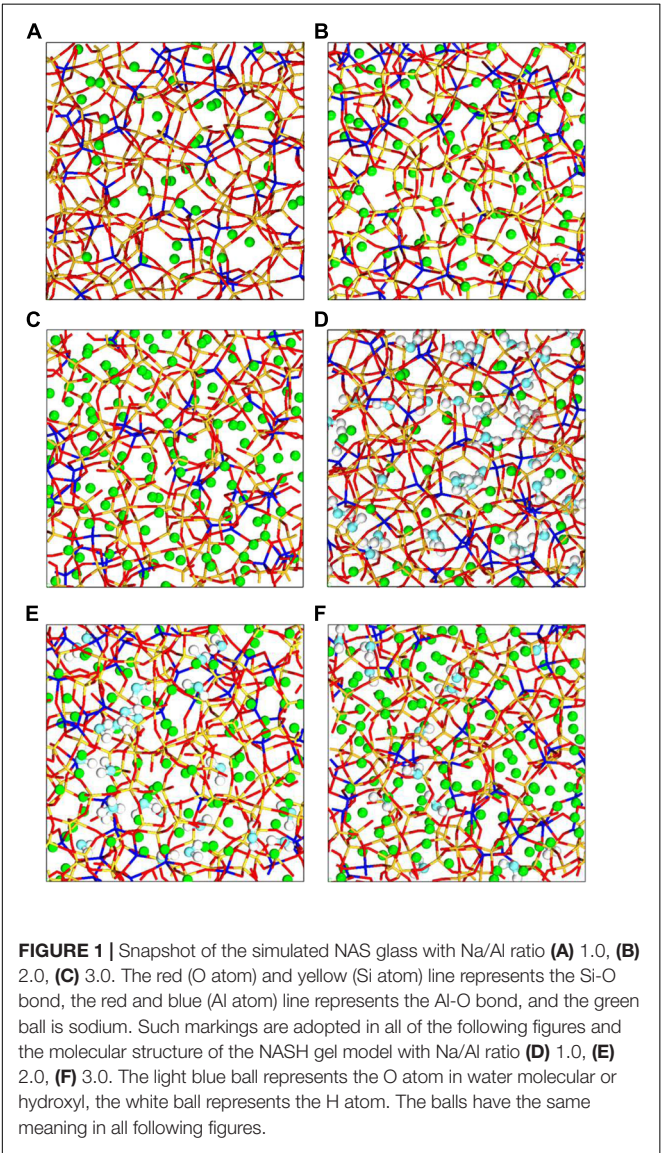 A
B
C
D
E
F
FIGURE 1 | Snapshot of the simulated NAS glass with Na/Al ratio (A) 1.0, (B)
2.0, (C) 3.0. The red (O atom) and yellow (Si atom) line represents the Si-O
bond, the red and blue (Al atom) line represents the Al-O bond, and the green
ball is sodium. Such markings are adopted in all of the following figures and
the molecular structure of the NASH gel model with Na/Al ratio (D) 1.0, (E)
2.0, (F) 3.0. The light blue ball represents the O atom in water molecular or
hydroxyl, the white ball represents the H atom. The balls have the same
meaning in all following figures.